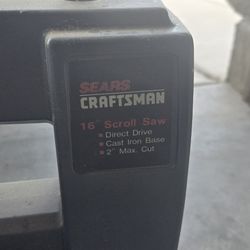 SEARS
CRAFTSMAN
16" Scroll Saw
▪ Direct Drive
▪ Cast Iron Base
▪ 2" Max. Cut